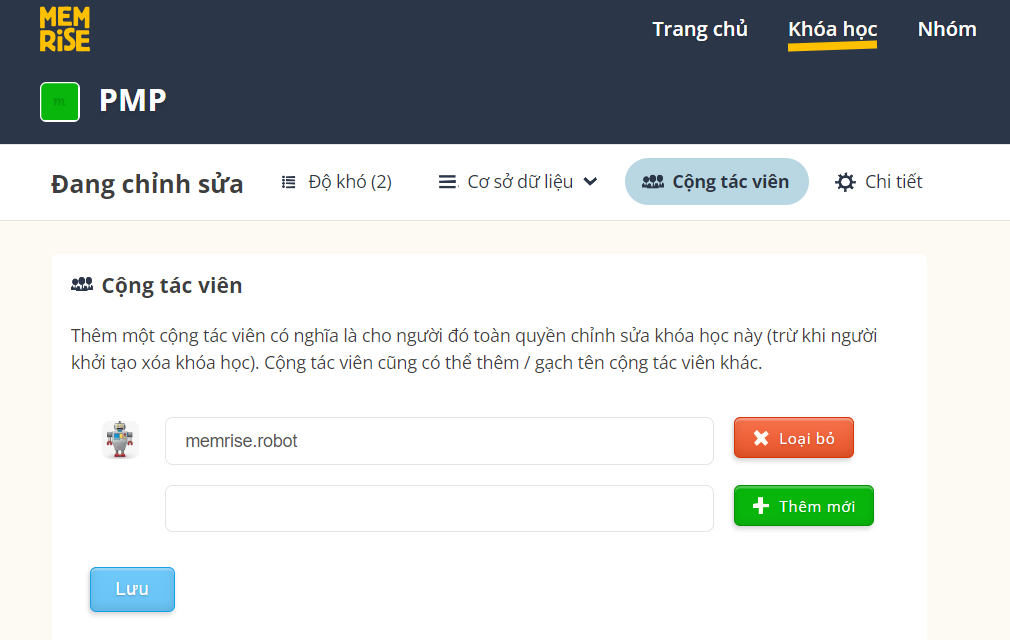 MEM
RiSE
Trang chủ Khóa học Nhóm
m PMP
Đang chỉnh sửa Độ khó (2) Cơ sở dữ liệu Cộng tác viên Chi tiết
Cộng tác viên
Thêm một cộng tác viên có nghĩa là cho người đó toàn quyền chỉnh sửa khóa học này (trừ khi người
khởi tạo xóa khóa học). Cộng tác viên cũng có thể thêm / gạch tên cộng tác viên khác.
memrise.robot Loại bỏ
Thêm mới
Lưu